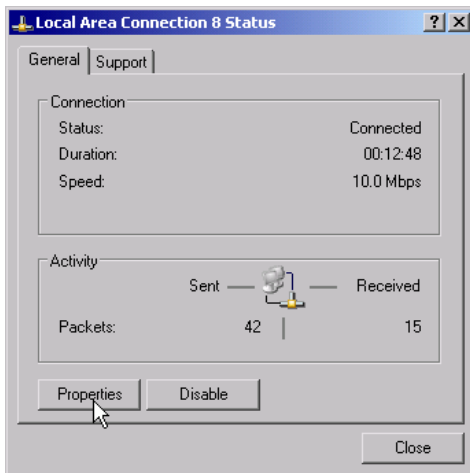 Local Area Connection 8 Status
General Support
Connection
Status: Connected
Duration: 00:12:48
Speed: 10.0 Mbps
Activity
Sent Received
Packets: 42 15
Properties Disable
Close